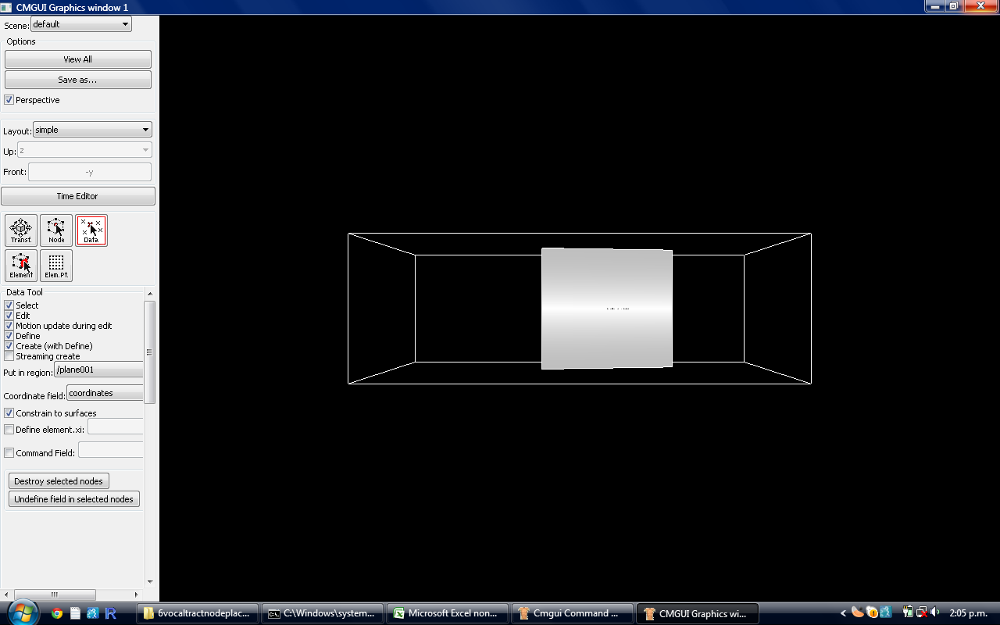 CMGUI Graphics window 1
Scene: default
Options
View All
Save as...
Perspective
Layout: simple
Up: z
Front: -y
Time Editor
Transf. Node Data
Element Elem.Pt.
Data Tool
Select
Edit
Motion update during edit
Define
Create (with Define)
Streaming create
Put in region: /plane001
Coordinate field: coordinates
Constrain to surfaces
Define element.xi:
Command Field:
Destroy selected nodes
Undefine field in selected nodes
6vocaltractnodeplac... C:\Windows\system... Microsoft Excel non... Cmgui Command ... CMGUI Graphics wi... 2:05 p.m.